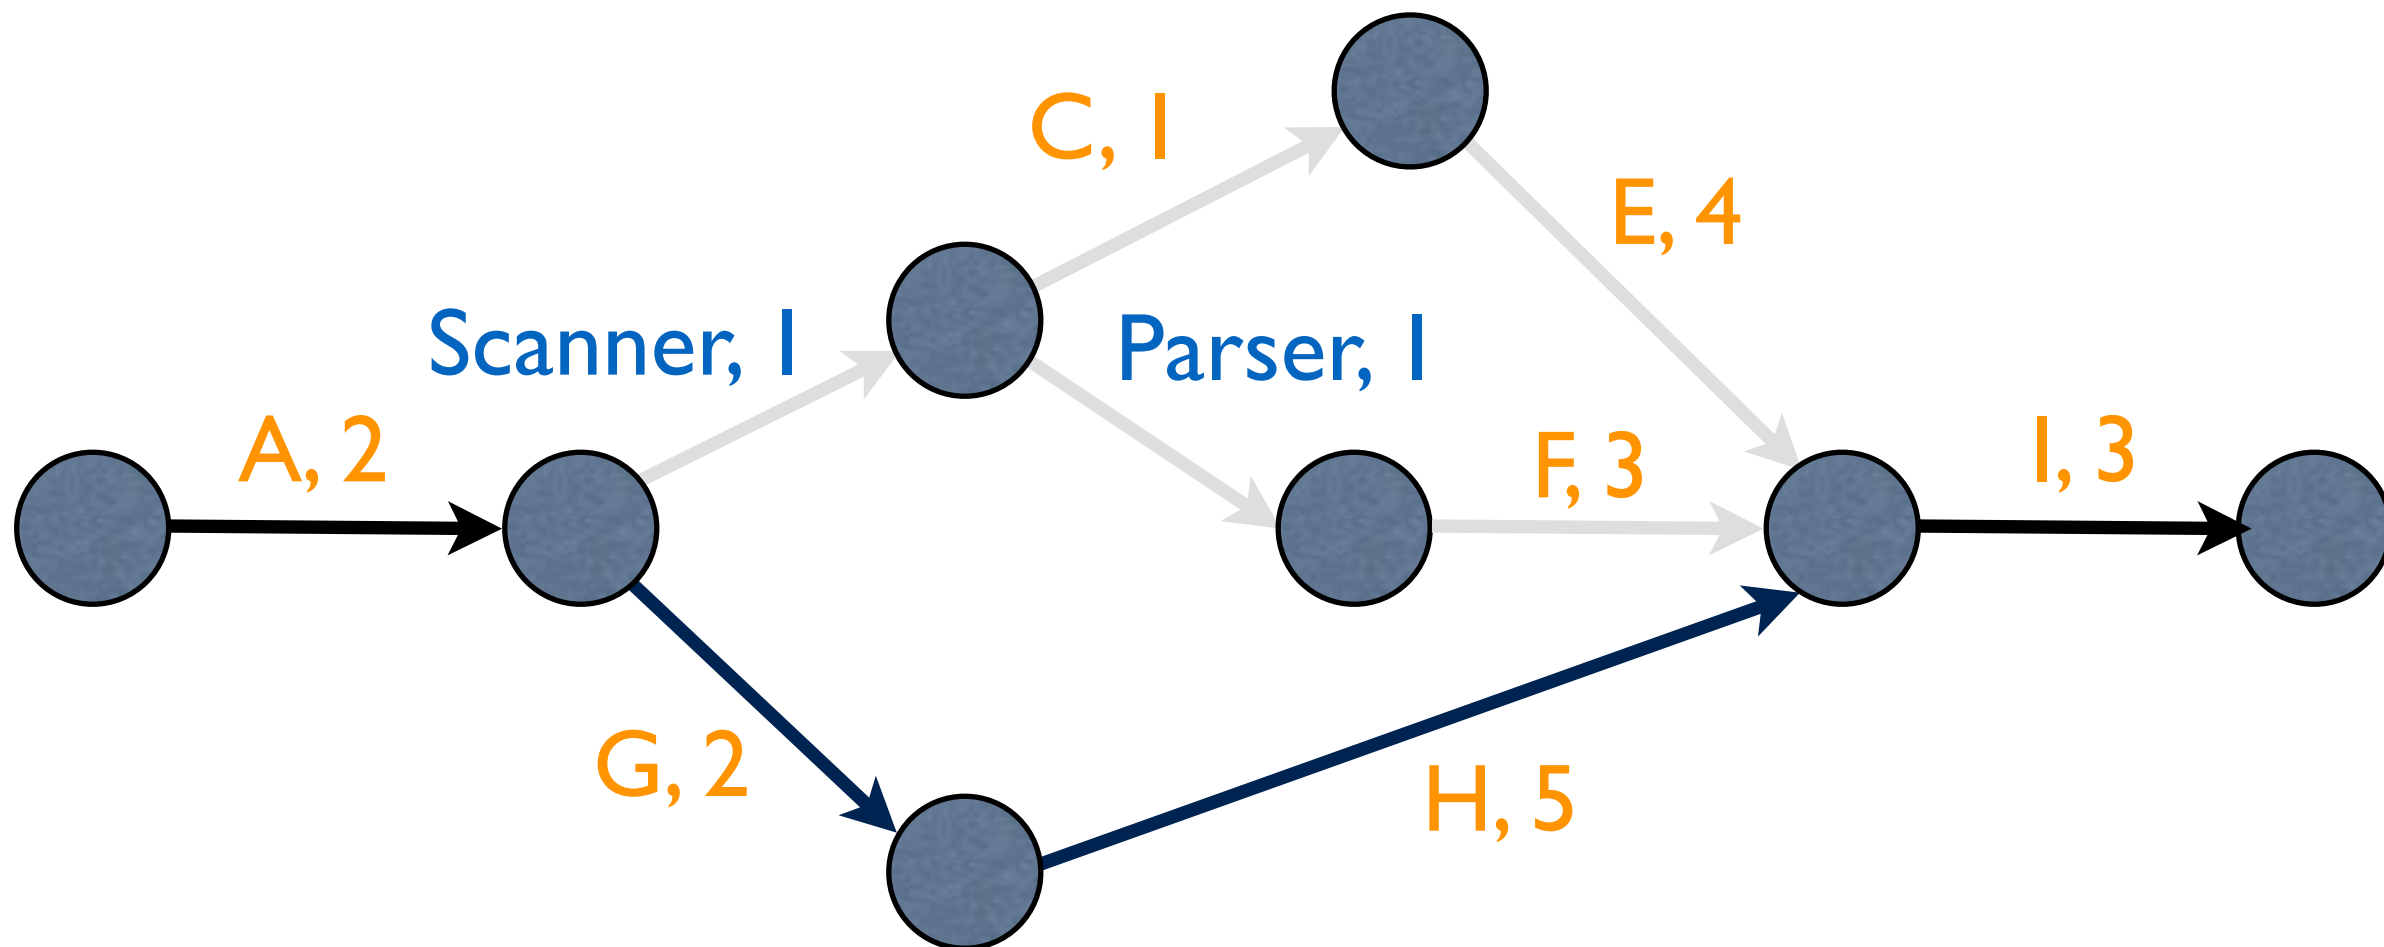 C, 1
E, 4
Scanner, 1
Parser, 1
A, 2
F, 3
I, 3
G, 2
H, 5